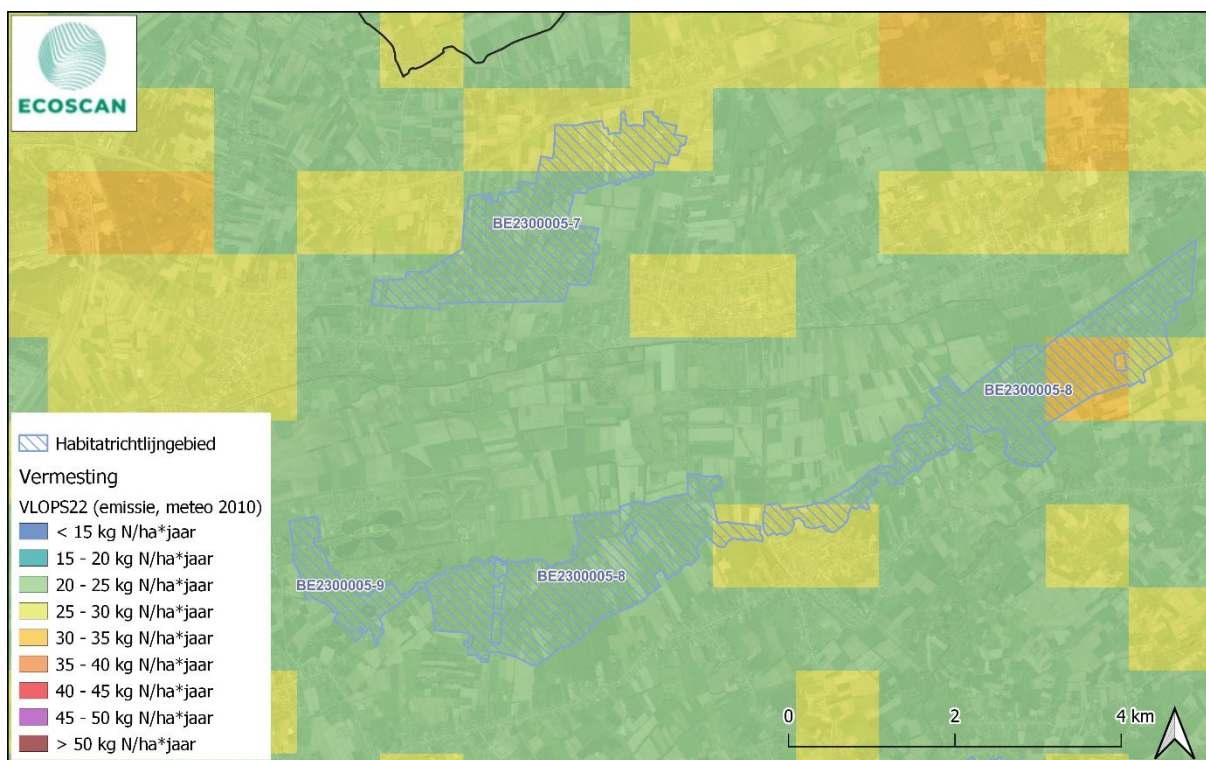 ECOSCAN
BE2300005-7
BE2300005-8
BE2300005-8
BE2300005-9
Habitatrichtlijngebied
Vermesting
VLOPS22 (emissie, meteo 2010)
< 15 kg N/ha*jaar
15 - 20 kg N/ha*jaar
20 - 25 kg N/ha*jaar
25 - 30 kg N/ha*jaar
30 - 35 kg N/ha*jaar
35 - 40 kg N/ha*jaar
40 - 45 kg N/ha*jaar
45 - 50 kg N/ha*jaar
> 50 kg N/ha*jaar
0 2 4 km